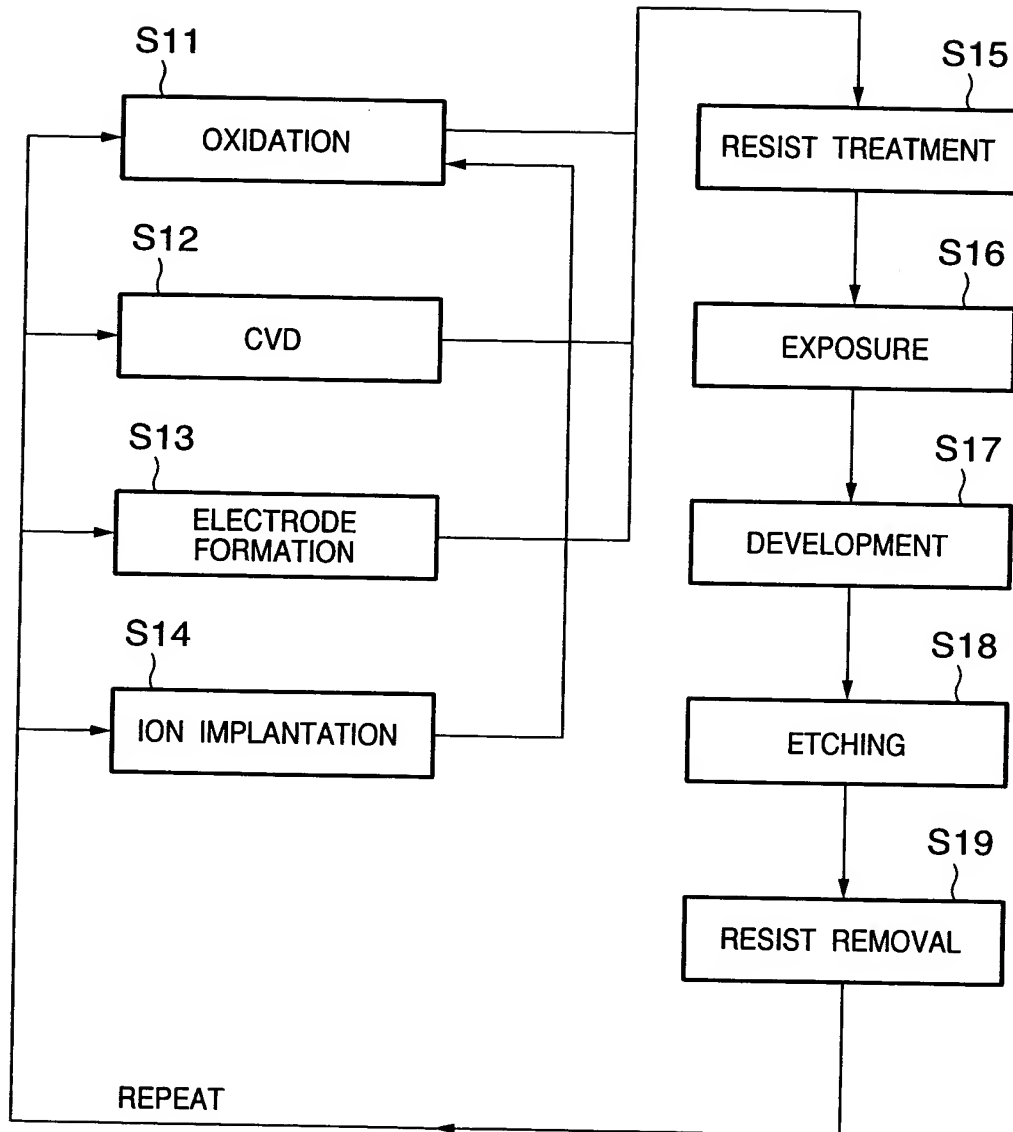 S11
OXIDATION
S12
CVD
S13
ELECTRODE
FORMATION
S14
ION IMPLANTATION
S15
RESIST TREATMENT
S16
EXPOSURE
S17
DEVELOPMENT
S18
ETCHING
S19
RESIST REMOVAL
REPEAT